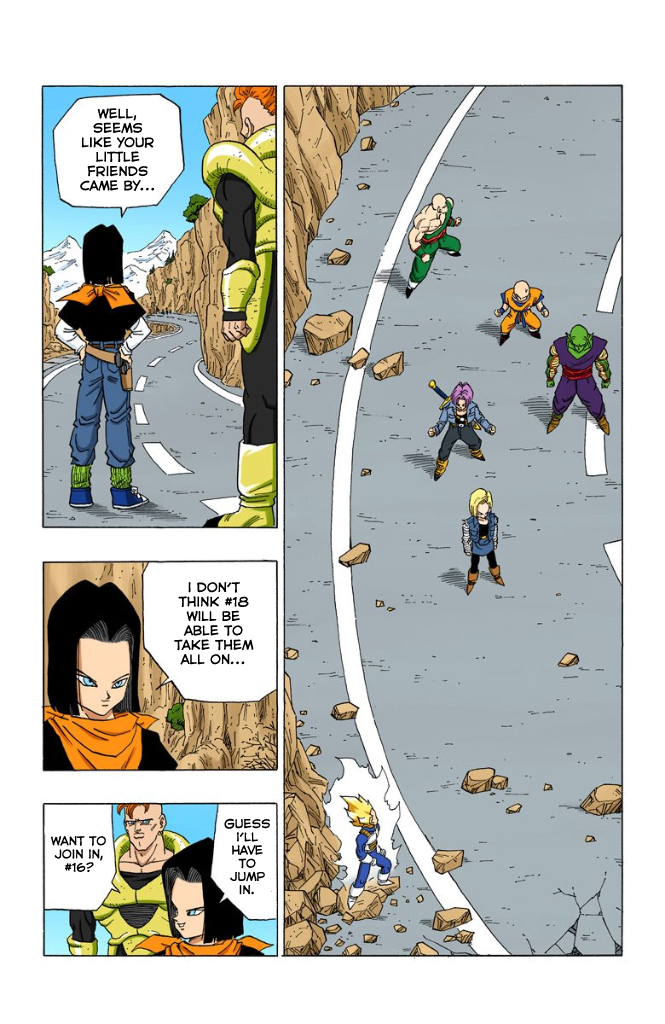 WELL,
SEEMS
LIKE YOUR
LITTLE
FRIENDS
CAME BY...
I DON'T
THINK #18
WILL BE
ABLE TO
TAKE THEM
ALL ON...
GUESS
I'LL
HAVE
TO
JUMP
IN.
WANT TO
JOIN IN,
#16?